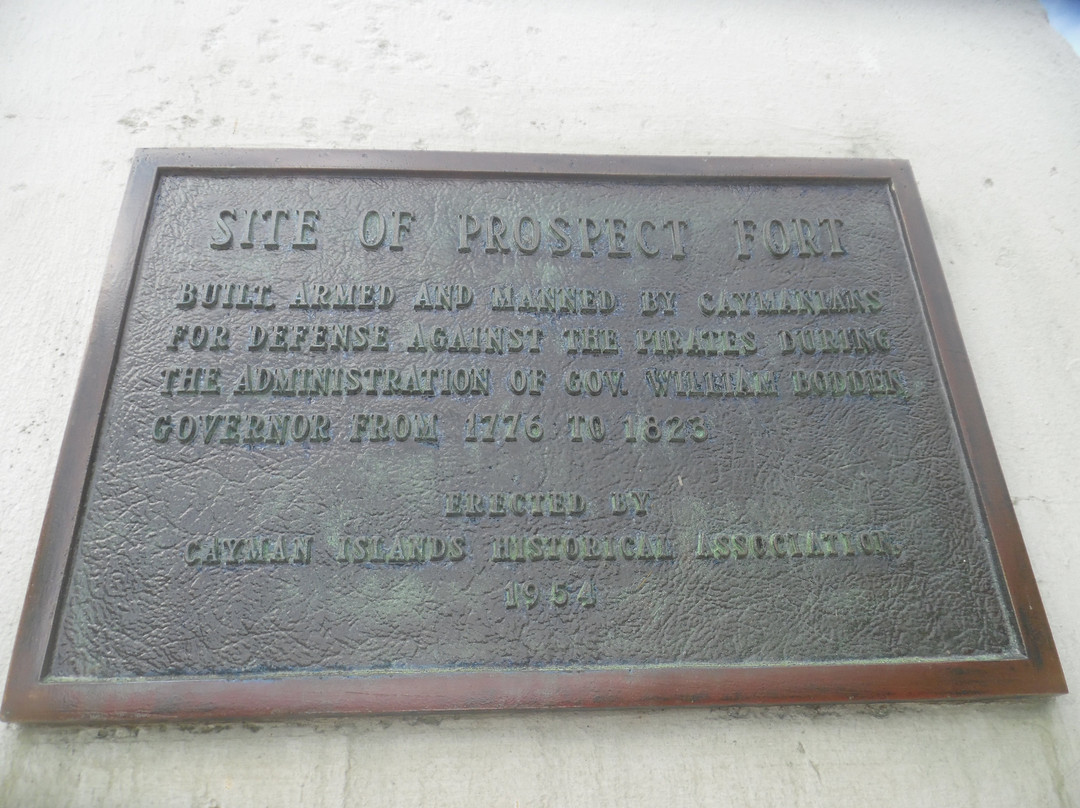 SITE OF PROSPECT FORT
BUILT, ARMED AND MANNED BY CAYMANIANS
FOR DEFENSE AGAINST THE PIRATES DURING
THE ADMINISTRATION OF GOV. WILLIAM BODDEN,
GOVERNOR FROM 1776 TO 1823
ERECTED BY
CAYMAN ISLANDS HISTORICAL ASSOCIATION.
1954